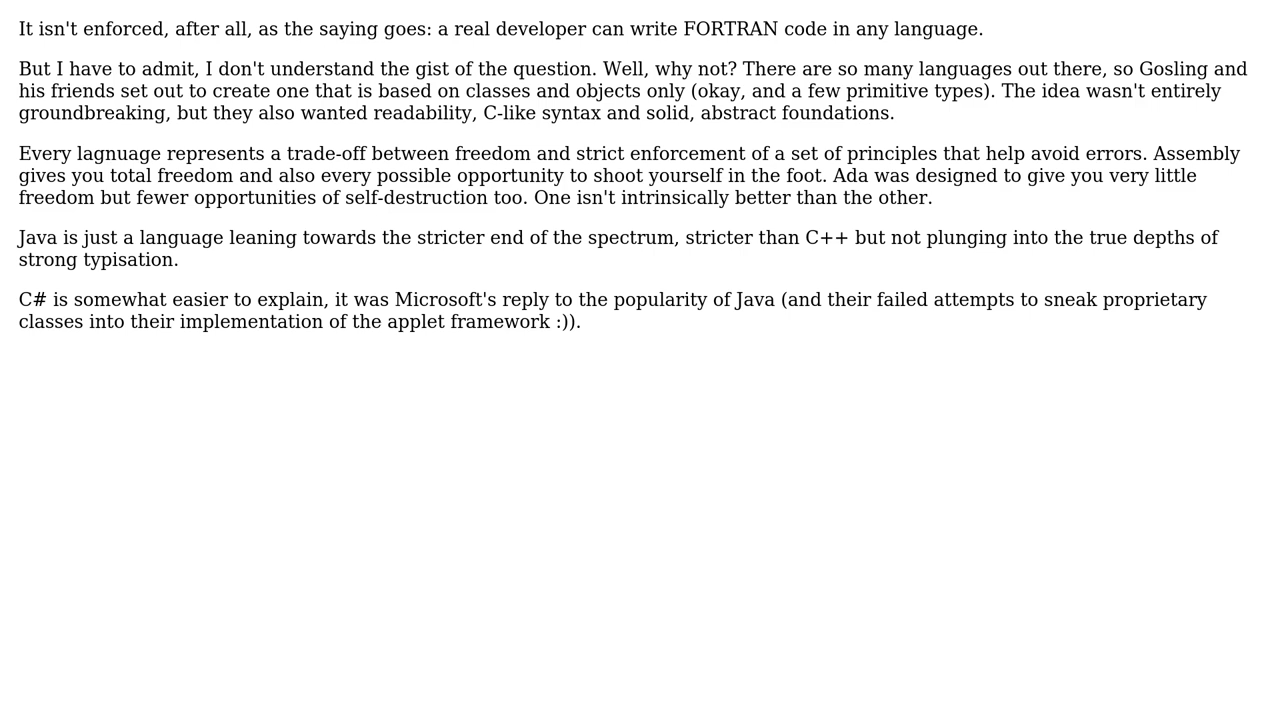 It isn't enforced, after all, as the saying goes: a real developer can write FORTRAN code in any language.
But I have to admit, I don't understand the gist of the question. Well, why not? There are so many languages out there, so Gosling and
his friends set out to create one that is based on classes and objects only (okay, and a few primitive types). The idea wasn't entirely
groundbreaking, but they also wanted readability, C-like syntax and solid, abstract foundations.
Every lagnuage represents a trade-off between freedom and strict enforcement of a set of principles that help avoid errors. Assembly
gives you total freedom and also every possible opportunity to shoot yourself in the foot. Ada was designed to give you very little
freedom but fewer opportunities of self-destruction too. One isn't intrinsically better than the other.
Java is just a language leaning towards the stricter end of the spectrum, stricter than C++ but not plunging into the true depths of
strong typisation.
C# is somewhat easier to explain, it was Microsoft's reply to the popularity of Java (and their failed attempts to sneak proprietary
classes into their implementation of the applet framework :)).